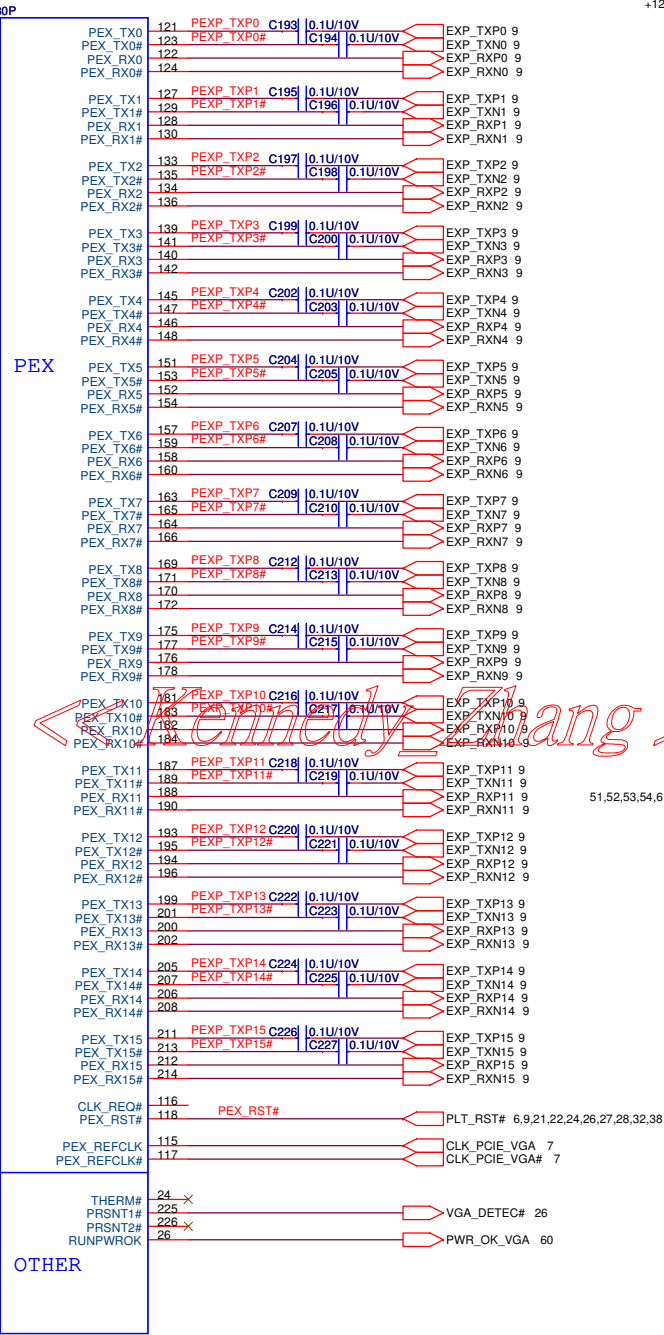 80P
+12
PEX_TX0 121 PEXP_TXP0 C193 0.1U/10V EXP_TXP0 9
PEX_TX0# 123 PEXP_TXP0# C194 0.1U/10V EXP_TXN0 9
PEX_RX0 122 EXP_RXP0 9
PEX_RX0# 124 EXP_RXN0 9
PEX_TX1 127 PEXP_TXP1 C195 0.1U/10V EXP_TXP1 9
PEX_TX1# 129 PEXP_TXP1# C196 0.1U/10V EXP_TXN1 9
PEX_RX1 128 EXP_RXP1 9
PEX_RX1# 130 EXP_RXN1 9
PEX_TX2 133 PEXP_TXP2 C197 0.1U/10V EXP_TXP2 9
PEX_TX2# 135 PEXP_TXP2# C198 0.1U/10V EXP_TXN2 9
PEX_RX2 134 EXP_RXP2 9
PEX_RX2# 136 EXP_RXN2 9
PEX_TX3 139 PEXP_TXP3 C199 0.1U/10V EXP_TXP3 9
PEX_TX3# 141 PEXP_TXP3# C200 0.1U/10V EXP_TXN3 9
PEX_RX3 140 EXP_RXP3 9
PEX_RX3# 142 EXP_RXN3 9
PEX_TX4 145 PEXP_TXP4 C202 0.1U/10V EXP_TXP4 9
PEX_TX4# 147 PEXP_TXP4# C203 0.1U/10V EXP_TXN4 9
PEX_RX4 146 EXP_RXP4 9
PEX_RX4# 148 EXP_RXN4 9
PEX
PEX_TX5 151 PEXP_TXP5 C204 0.1U/10V EXP_TXP5 9
PEX_TX5# 153 PEXP_TXP5# C205 0.1U/10V EXP_TXN5 9
PEX_RX5 152 EXP_RXP5 9
PEX_RX5# 154 EXP_RXN5 9
PEX_TX6 157 PEXP_TXP6 C207 0.1U/10V EXP_TXP6 9
PEX_TX6# 159 PEXP_TXP6# C208 0.1U/10V EXP_TXN6 9
PEX_RX6 158 EXP_RXP6 9
PEX_RX6# 160 EXP_RXN6 9
PEX_TX7 163 PEXP_TXP7 C209 0.1U/10V EXP_TXP7 9
PEX_TX7# 165 PEXP_TXP7# C210 0.1U/10V EXP_TXN7 9
PEX_RX7 164 EXP_RXP7 9
PEX_RX7# 166 EXP_RXN7 9
PEX_TX8 169 PEXP_TXP8 C212 0.1U/10V EXP_TXP8 9
PEX_TX8# 171 PEXP_TXP8# C213 0.1U/10V EXP_TXN8 9
PEX_RX8 170 EXP_RXP8 9
PEX_RX8# 172 EXP_RXN8 9
PEX_TX9 175 PEXP_TXP9 C214 0.1U/10V EXP_TXP9 9
PEX_TX9# 177 PEXP_TXP9# C215 0.1U/10V EXP_TXN9 9
PEX_RX9 176 EXP_RXP9 9
PEX_RX9# 178 EXP_RXN9 9
PEX_TX10 181 PEXP_TXP10 C216 0.1U/10V EXP_TXP10 9
PEX_TX10# 183 PEXP_TXP10# C217 0.1U/10V EXP_TXN10 9
PEX_RX10 182 EXP_RXP10 9
PEX_RX10# 184 EXP_RXN10 9
< Kennedy_Zhang >
PEX_TX11 187 PEXP_TXP11 C218 0.1U/10V EXP_TXP11 9
PEX_TX11# 189 PEXP_TXP11# C219 0.1U/10V EXP_TXN11 9
PEX_RX11 188 EXP_RXP11 9 51,52,53,54,6
PEX_RX11# 190 EXP_RXN11 9
PEX_TX12 193 PEXP_TXP12 C220 0.1U/10V EXP_TXP12 9
PEX_TX12# 195 PEXP_TXP12# C221 0.1U/10V EXP_TXN12 9
PEX_RX12 194 EXP_RXP12 9
PEX_RX12# 196 EXP_RXN12 9
PEX_TX13 199 PEXP_TXP13 C222 0.1U/10V EXP_TXP13 9
PEX_TX13# 201 PEXP_TXP13# C223 0.1U/10V EXP_TXN13 9
PEX_RX13 200 EXP_RXP13 9
PEX_RX13# 202 EXP_RXN13 9
PEX_TX14 205 PEXP_TXP14 C224 0.1U/10V EXP_TXP14 9
PEX_TX14# 207 PEXP_TXP14# C225 0.1U/10V EXP_TXN14 9
PEX_RX14 206 EXP_RXP14 9
PEX_RX14# 208 EXP_RXN14 9
PEX_TX15 211 PEXP_TXP15 C226 0.1U/10V EXP_TXP15 9
PEX_TX15# 213 PEXP_TXP15# C227 0.1U/10V EXP_TXN15 9
PEX_RX15 212 EXP_RXP15 9
PEX_RX15# 214 EXP_RXN15 9
CLK_REQ# 116
PEX_RST# 118 PEX_RST# PLT_RST# 6,9,21,22,24,26,27,28,32,38
PEX_REFCLK 115 CLK_PCIE_VGA 7
PEX_REFCLK# 117 CLK_PCIE_VGA# 7
THERM# 24
PRSNT1# 225 VGA_DETEC# 26
PRSNT2# 226
RUNPWROK 26 PWR_OK_VGA 60
OTHER